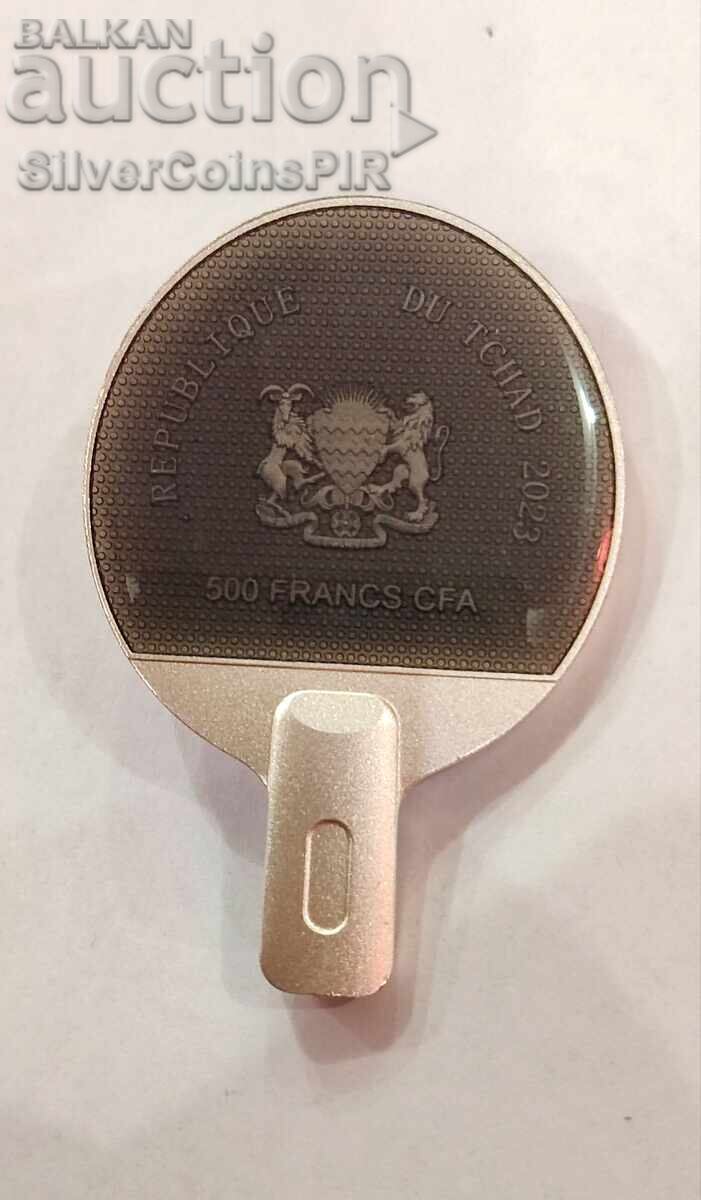 BALKAN
auction
SilverCoinsPIR
REPUBLIQUE DU TCHAD 2023
500 FRANCS CFA